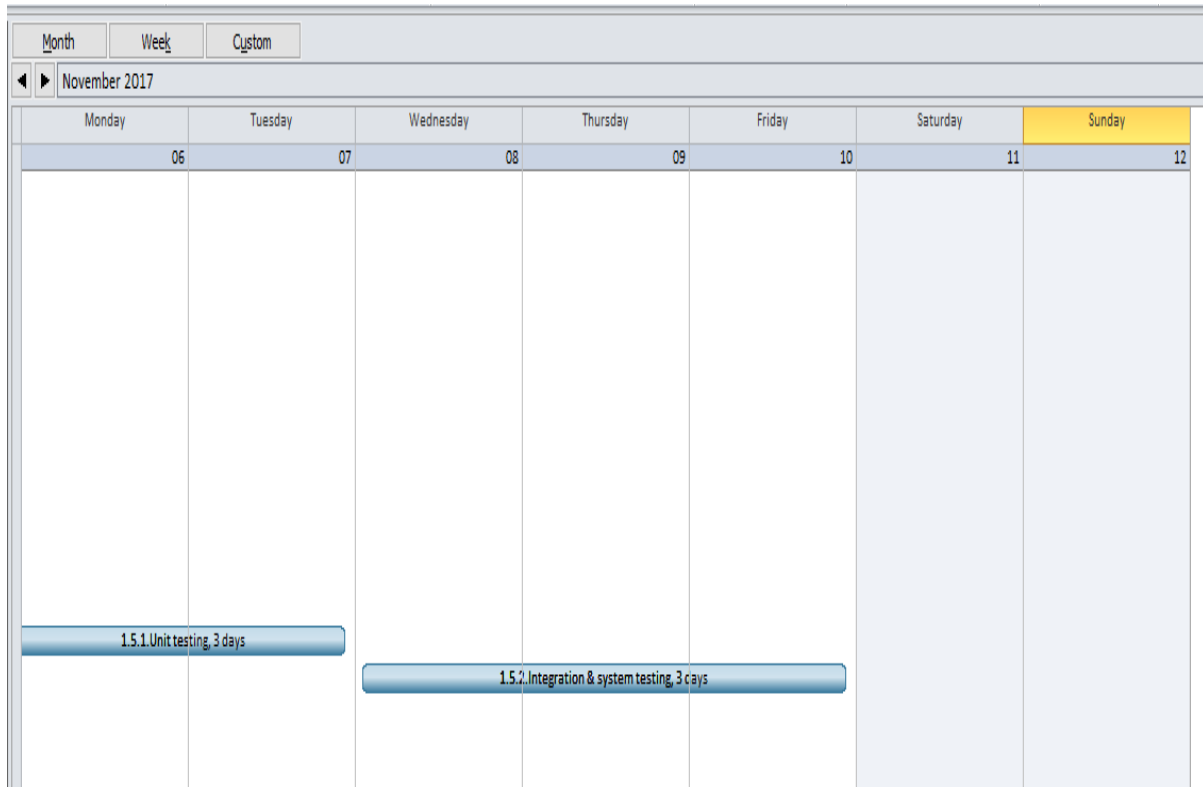 Month Week Custom
November 2017
Monday Tuesday Wednesday Thursday Friday Saturday Sunday
06 07 08 09 10 11 12
1.5.1.Unit testing, 3 days
1.5.2.Integration & system testing, 3 days